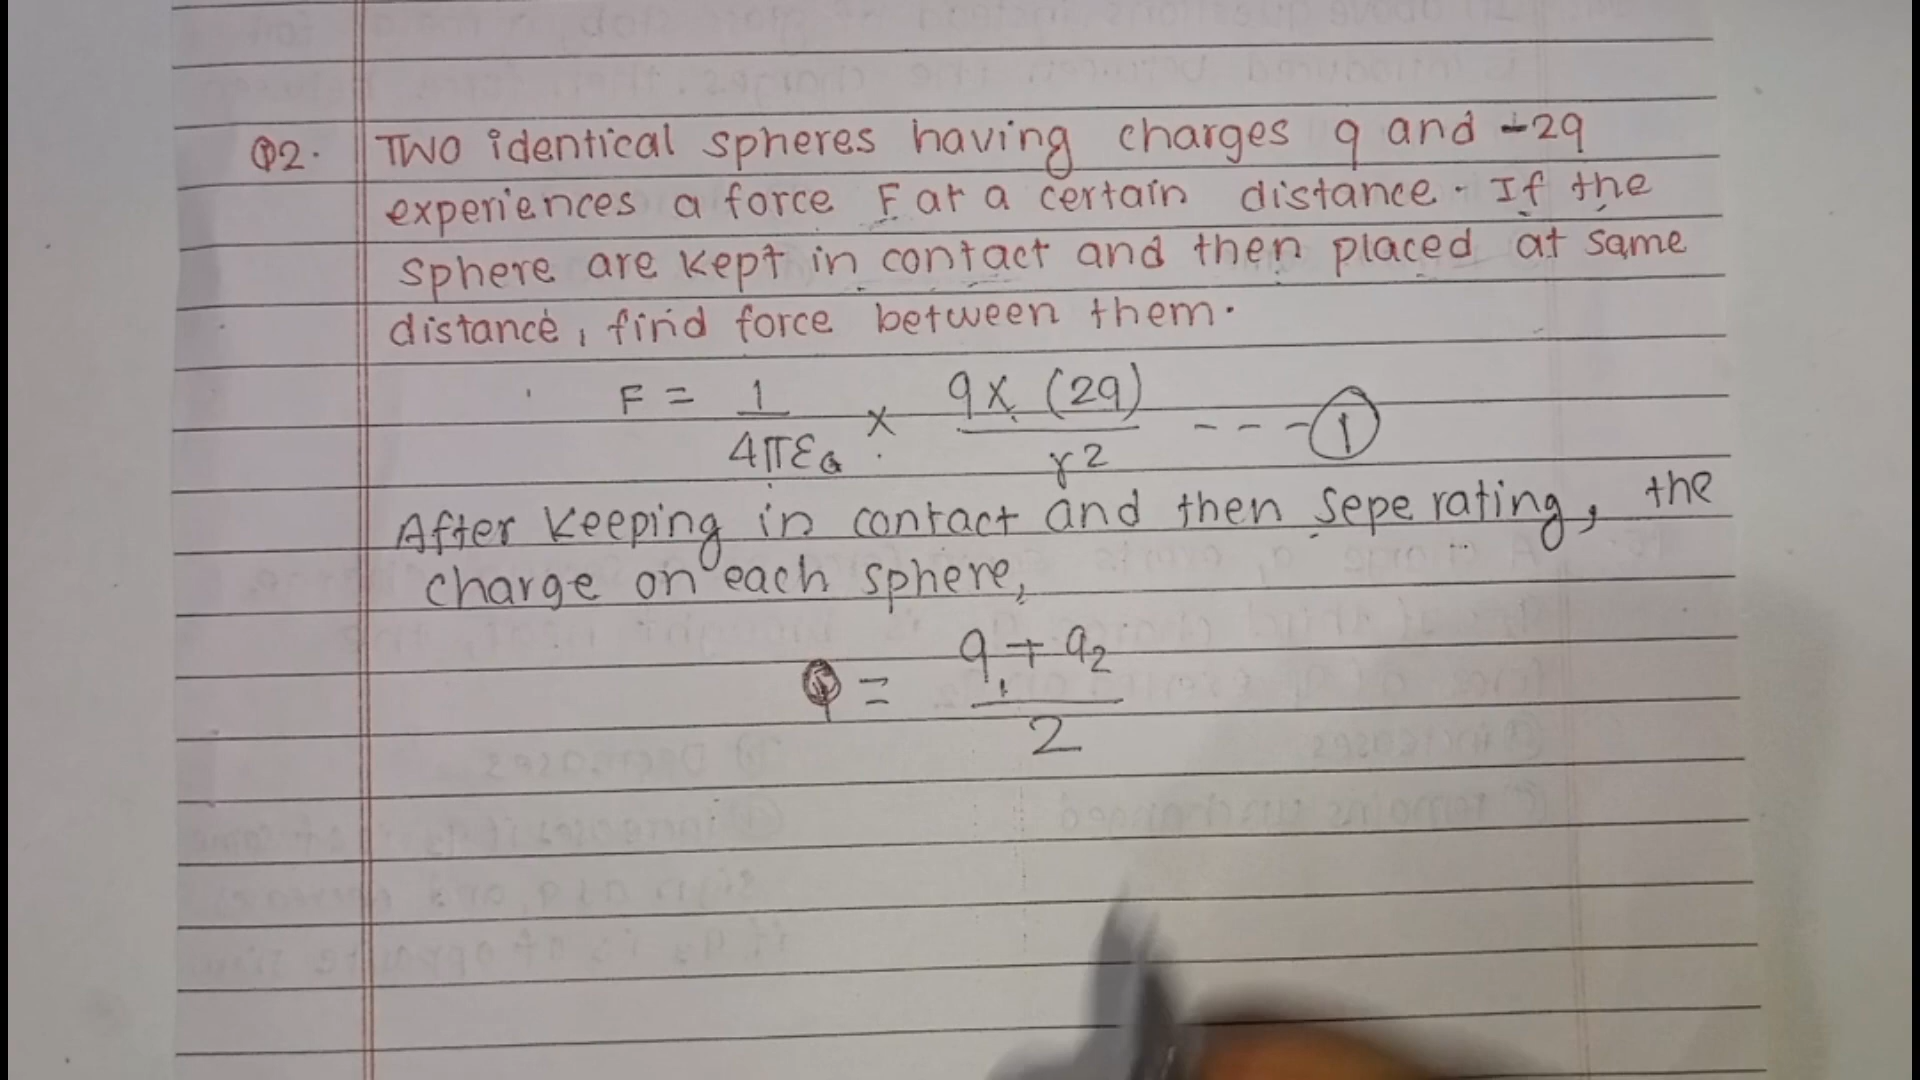 Q2. Two identical spheres having charges q and -2q
experiences a force F at a certain distance. If the
sphere are kept in contact and then placed at same
distance, find force between them.
F = 1/4πε₀ × q × (2q)/r² ---①
After keeping in contact and then seperating, the
charge on each sphere,
q = q₁ + q₂/2